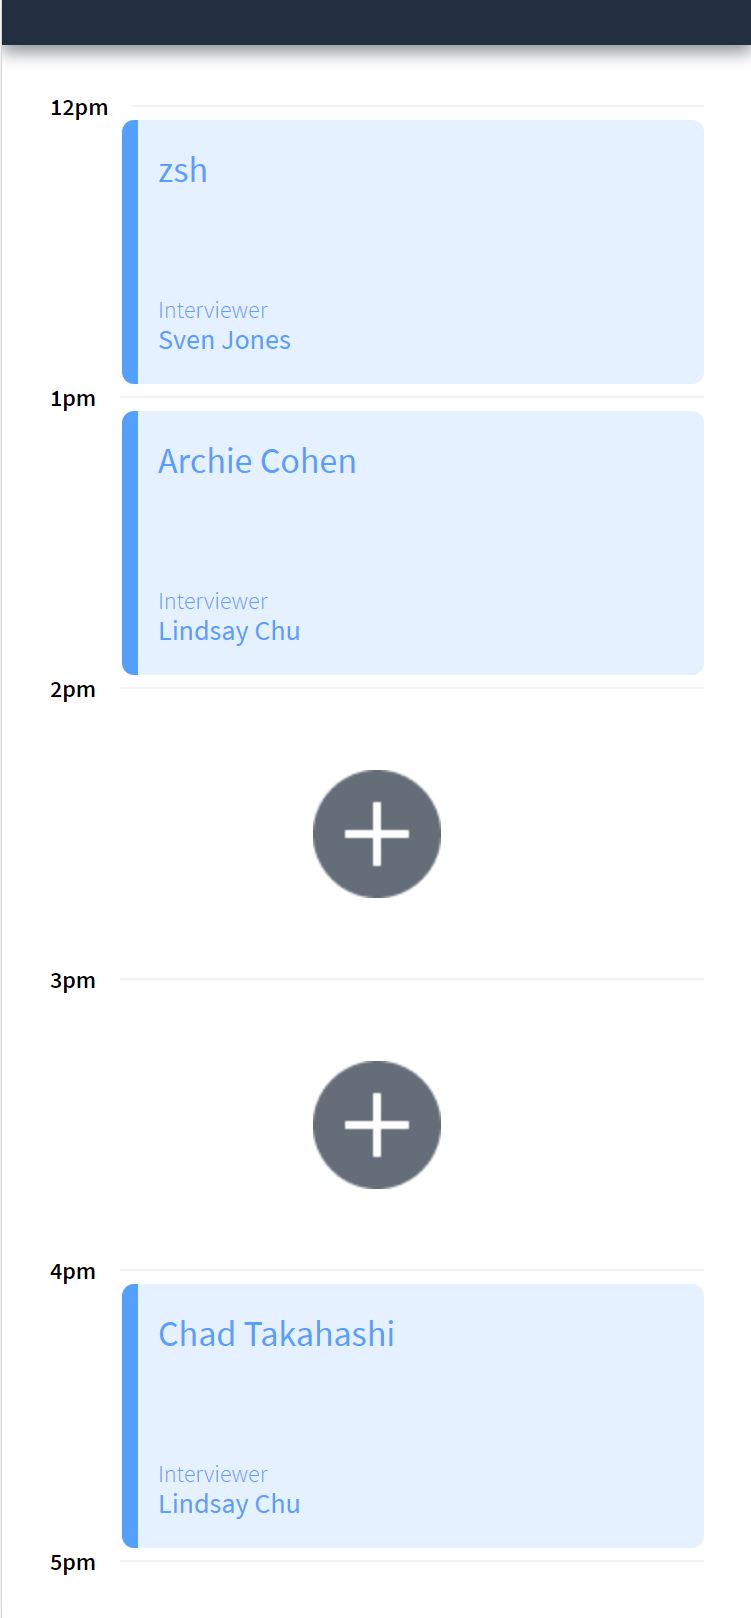 12pm
zsh
Interviewer
Sven Jones
1pm
Archie Cohen
Interviewer
Lindsay Chu
2pm
3pm
4pm
Chad Takahashi
Interviewer
Lindsay Chu
5pm